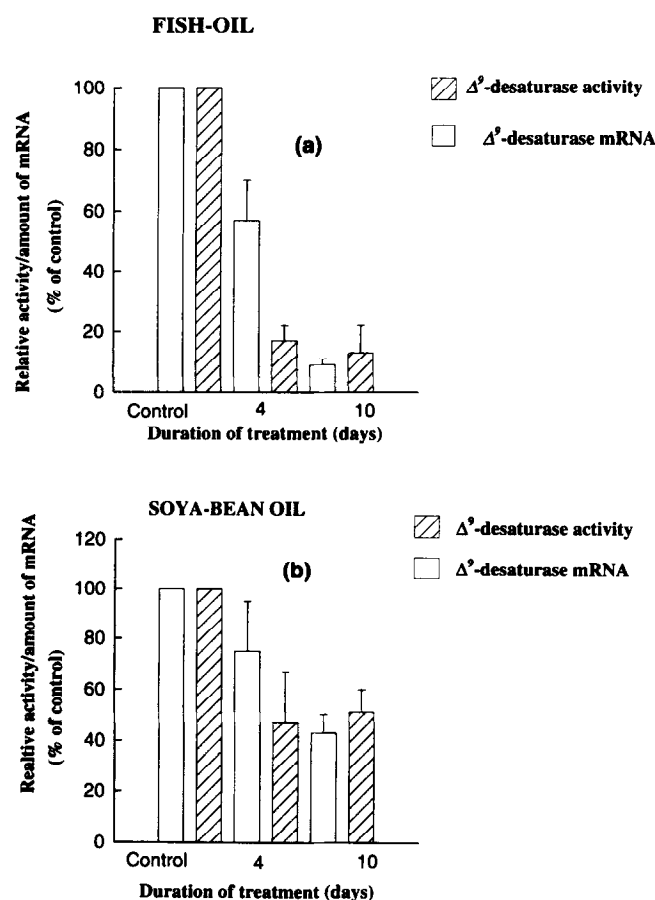 FISH-OIL
Δ⁹-desaturase activity
Δ⁹-desaturase mRNA
(a)
Relative activity/amount of mRNA
(% of control)
100
80
60
40
20
0
Control 4 10
Duration of treatment (days)
SOYA-BEAN OIL
Δ⁹-desaturase activity
Δ⁹-desaturase mRNA
(b)
Realtive activity/amount of mRNA
(% of control)
120
100
80
60
40
20
0
Control 4 10
Duration of treatment (days)